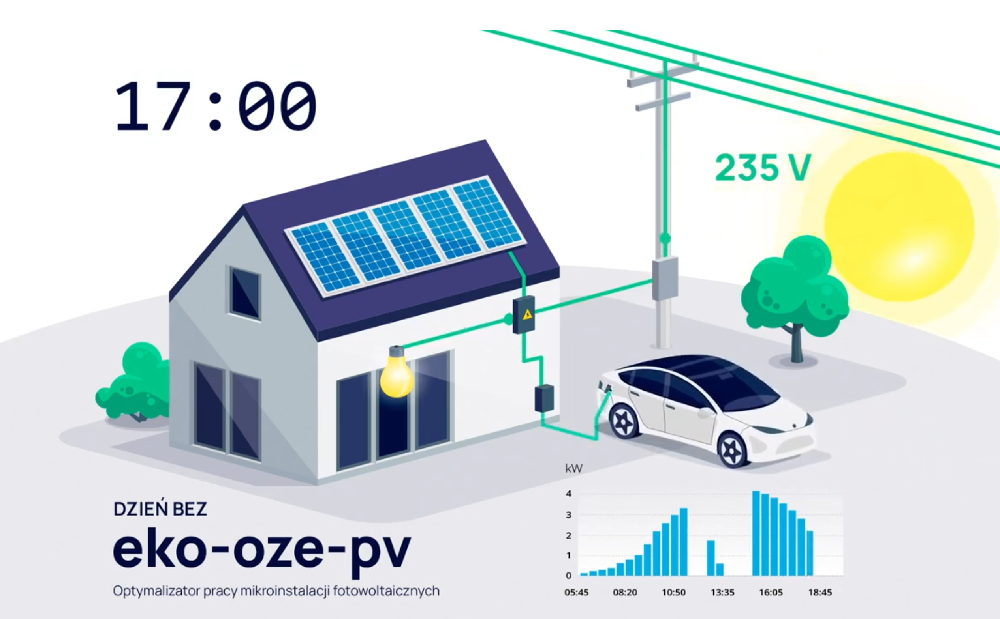 17:00
235 V
DZIEŃ BEZ
eko-oze-pv
Optymalizator pracy mikroinstalacji fotowoltaicznych
kW
4
3
2
1
0
05:45 08:20 10:50 13:35 16:05 18:45